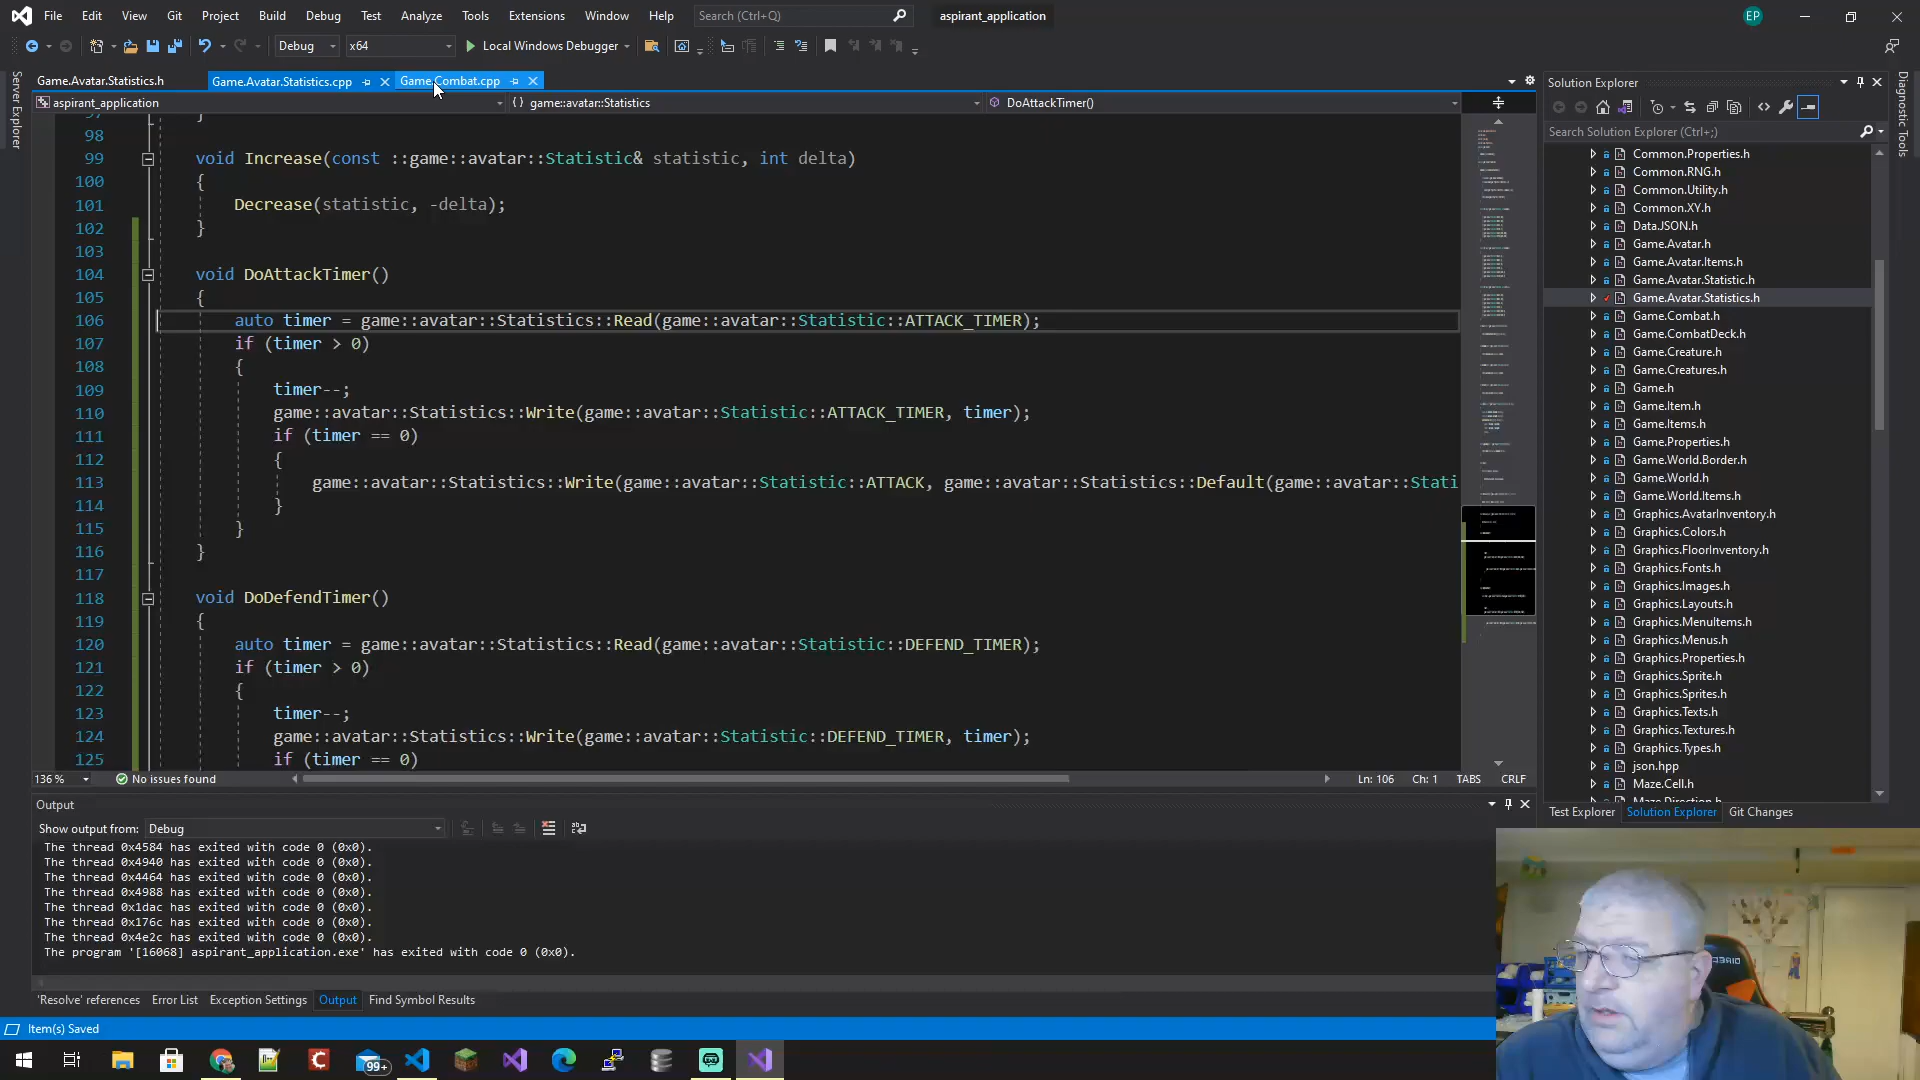 File Edit View Git Project Build Debug Test Analyze Tools Extensions Window Help Search (Ctrl+Q) aspirant_application EP
Debug x64 Local Windows Debugger
Server Explorer
Game.Avatar.Statistics.h Game.Avatar.Statistics.cpp Game.Combat.cpp
aspirant_application game::avatar::Statistics DoAttackTimer()
97 }
98
99 void Increase(const ::game::avatar::Statistic& statistic, int delta)
100 {
101 Decrease(statistic, -delta);
102 }
103
104 void DoAttackTimer()
105 {
106 auto timer = game::avatar::Statistics::Read(game::avatar::Statistic::ATTACK_TIMER);
107 if (timer > 0)
108 {
109 timer--;
110 game::avatar::Statistics::Write(game::avatar::Statistic::ATTACK_TIMER, timer);
111 if (timer == 0)
112 {
113 game::avatar::Statistics::Write(game::avatar::Statistic::ATTACK, game::avatar::Statistics::Default(game::avatar::Stati
114 }
115 }
116 }
117
118 void DoDefendTimer()
119 {
120 auto timer = game::avatar::Statistics::Read(game::avatar::Statistic::DEFEND_TIMER);
121 if (timer > 0)
122 {
123 timer--;
124 game::avatar::Statistics::Write(game::avatar::Statistic::DEFEND_TIMER, timer);
125 if (timer == 0)
136 % No issues found Ln: 106 Ch: 1 TABS CRLF
Output
Show output from: Debug
The thread 0x4584 has exited with code 0 (0x0).
The thread 0x4940 has exited with code 0 (0x0).
The thread 0x4464 has exited with code 0 (0x0).
The thread 0x4988 has exited with code 0 (0x0).
The thread 0x1dac has exited with code 0 (0x0).
The thread 0x176c has exited with code 0 (0x0).
The thread 0x4e2c has exited with code 0 (0x0).
The program '[16068] aspirant_application.exe' has exited with code 0 (0x0).
'Resolve' references Error List Exception Settings Output Find Symbol Results
Item(s) Saved
Solution Explorer
Search Solution Explorer (Ctrl+;)
Common.Properties.h
Common.RNG.h
Common.Utility.h
Common.XY.h
Data.JSON.h
Game.Avatar.h
Game.Avatar.Items.h
Game.Avatar.Statistic.h
Game.Avatar.Statistics.h
Game.Combat.h
Game.CombatDeck.h
Game.Creature.h
Game.Creatures.h
Game.h
Game.Item.h
Game.Items.h
Game.Properties.h
Game.World.Border.h
Game.World.h
Game.World.Items.h
Graphics.AvatarInventory.h
Graphics.Colors.h
Graphics.FloorInventory.h
Graphics.Fonts.h
Graphics.Images.h
Graphics.Layouts.h
Graphics.MenuItems.h
Graphics.Menus.h
Graphics.Properties.h
Graphics.Sprite.h
Graphics.Sprites.h
Graphics.Texts.h
Graphics.Textures.h
Graphics.Types.h
json.hpp
Maze.Cell.h
Maze.Direction.h
Test Explorer Solution Explorer Git Changes
Diagnostic Tools
99+